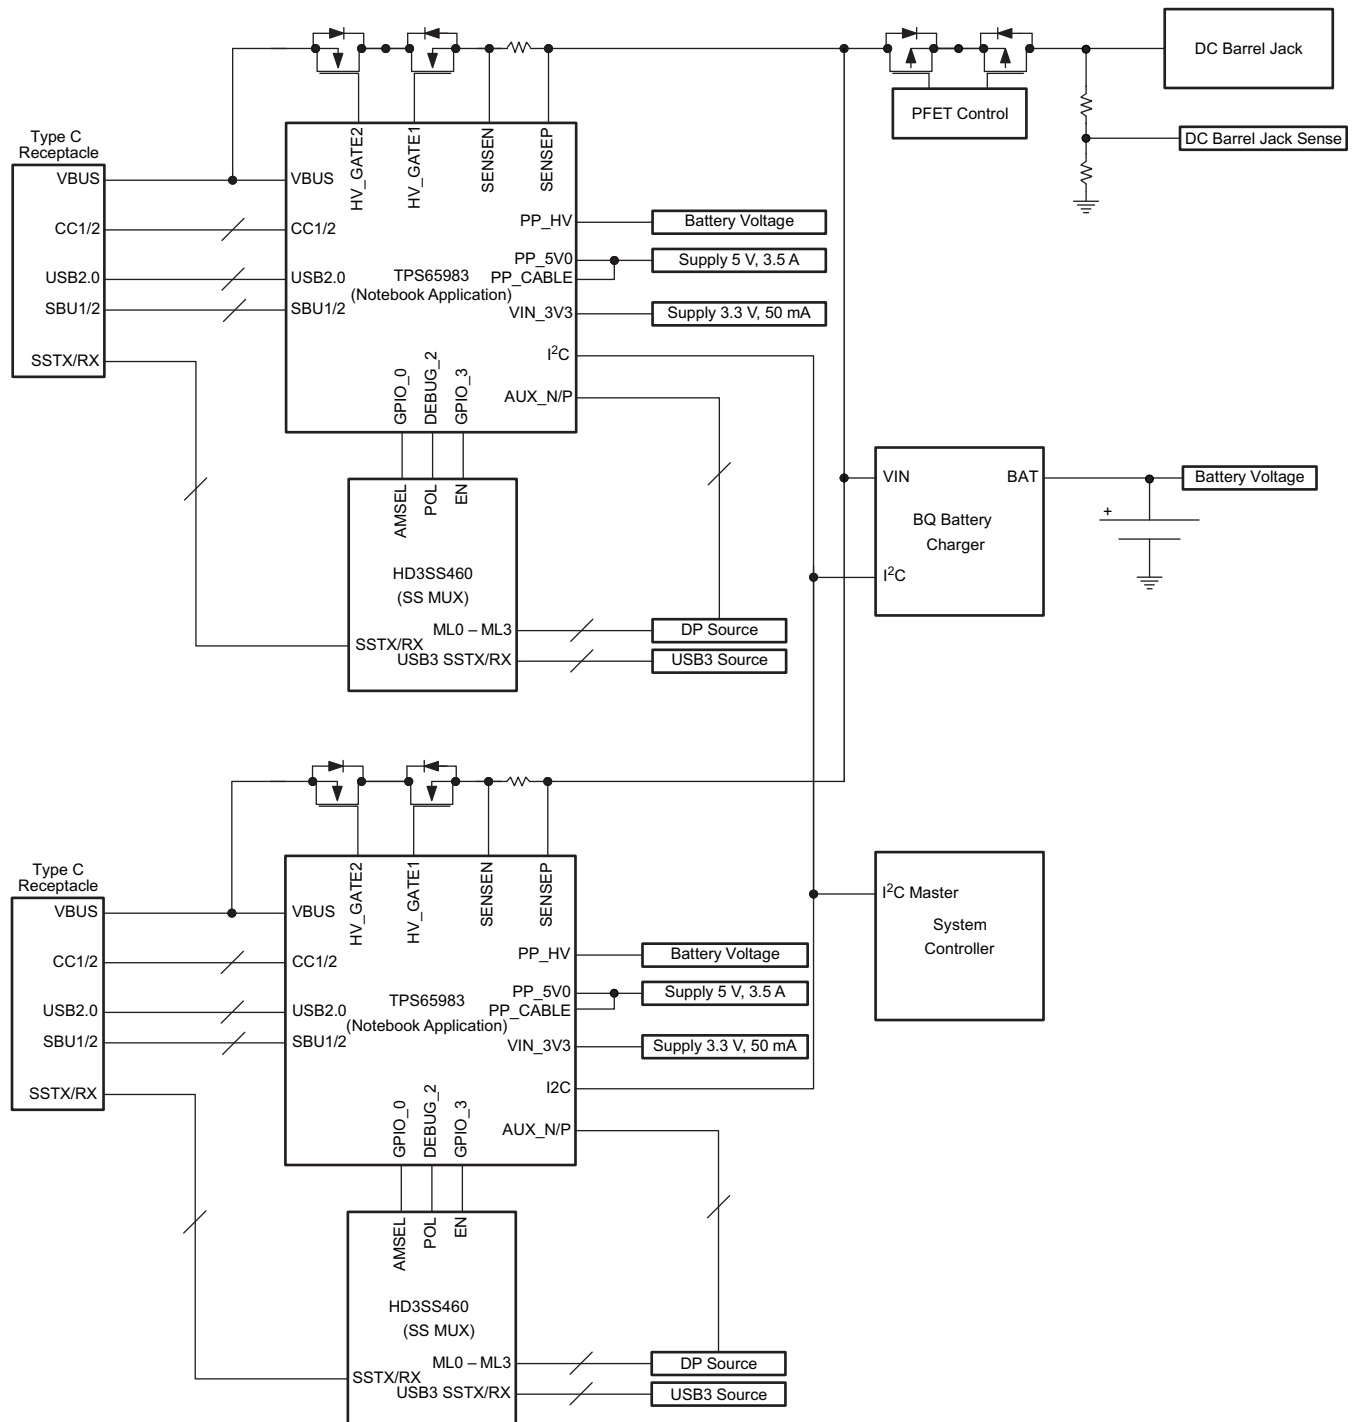 DC Barrel Jack
PFET Control
DC Barrel Jack Sense
Type C
Receptacle
VBUS
CC1/2
USB2.0
SBU1/2
SSTX/RX
HV_GATE2
HV_GATE1
SENSEN
SENSEP
VBUS
CC1/2
USB2.0
SBU1/2
TPS65983
(Notebook Application)
PP_HV
PP_5V0
PP_CABLE
VIN_3V3
I2C
AUX_N/P
GPIO_0
DEBUG_2
GPIO_3
Battery Voltage
Supply 5 V, 3.5 A
Supply 3.3 V, 50 mA
AMSEL
POL
EN
HD3SS460
(SS MUX)
ML0 – ML3
SSTX/RX
USB3 SSTX/RX
DP Source
USB3 Source
VIN
BAT
BQ Battery
Charger
I2C
Battery Voltage
+
Type C
Receptacle
VBUS
CC1/2
USB2.0
SBU1/2
SSTX/RX
HV_GATE2
HV_GATE1
SENSEN
SENSEP
VBUS
CC1/2
USB2.0
SBU1/2
TPS65983
(Notebook Application)
PP_HV
PP_5V0
PP_CABLE
VIN_3V3
I2C
AUX_N/P
GPIO_0
DEBUG_2
GPIO_3
Battery Voltage
Supply 5 V, 3.5 A
Supply 3.3 V, 50 mA
I2C Master
System
Controller
AMSEL
POL
EN
HD3SS460
(SS MUX)
ML0 – ML3
SSTX/RX
USB3 SSTX/RX
DP Source
USB3 Source